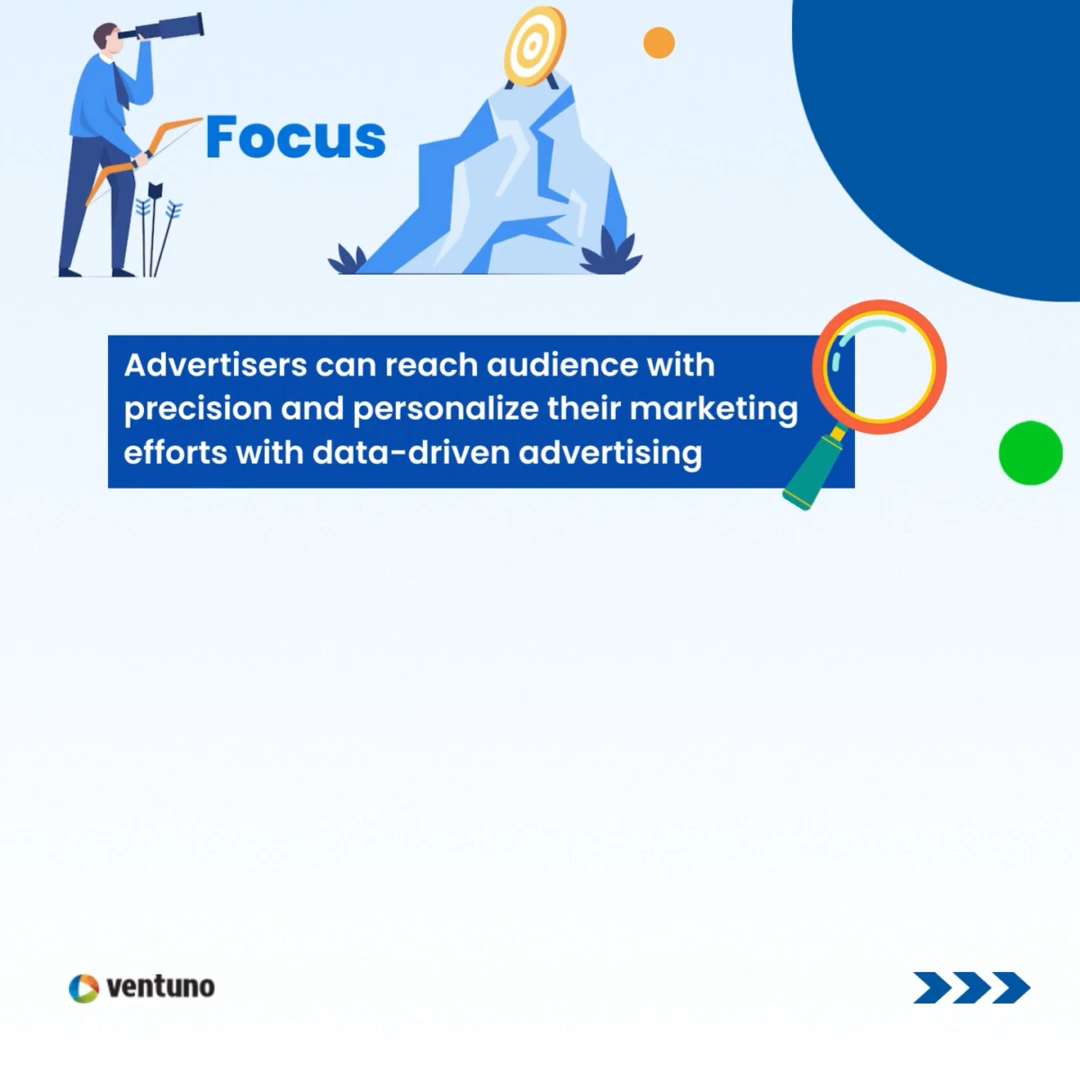 Focus
Advertisers can reach audience with
precision and personalize their marketing
efforts with data-driven advertising
ventuno